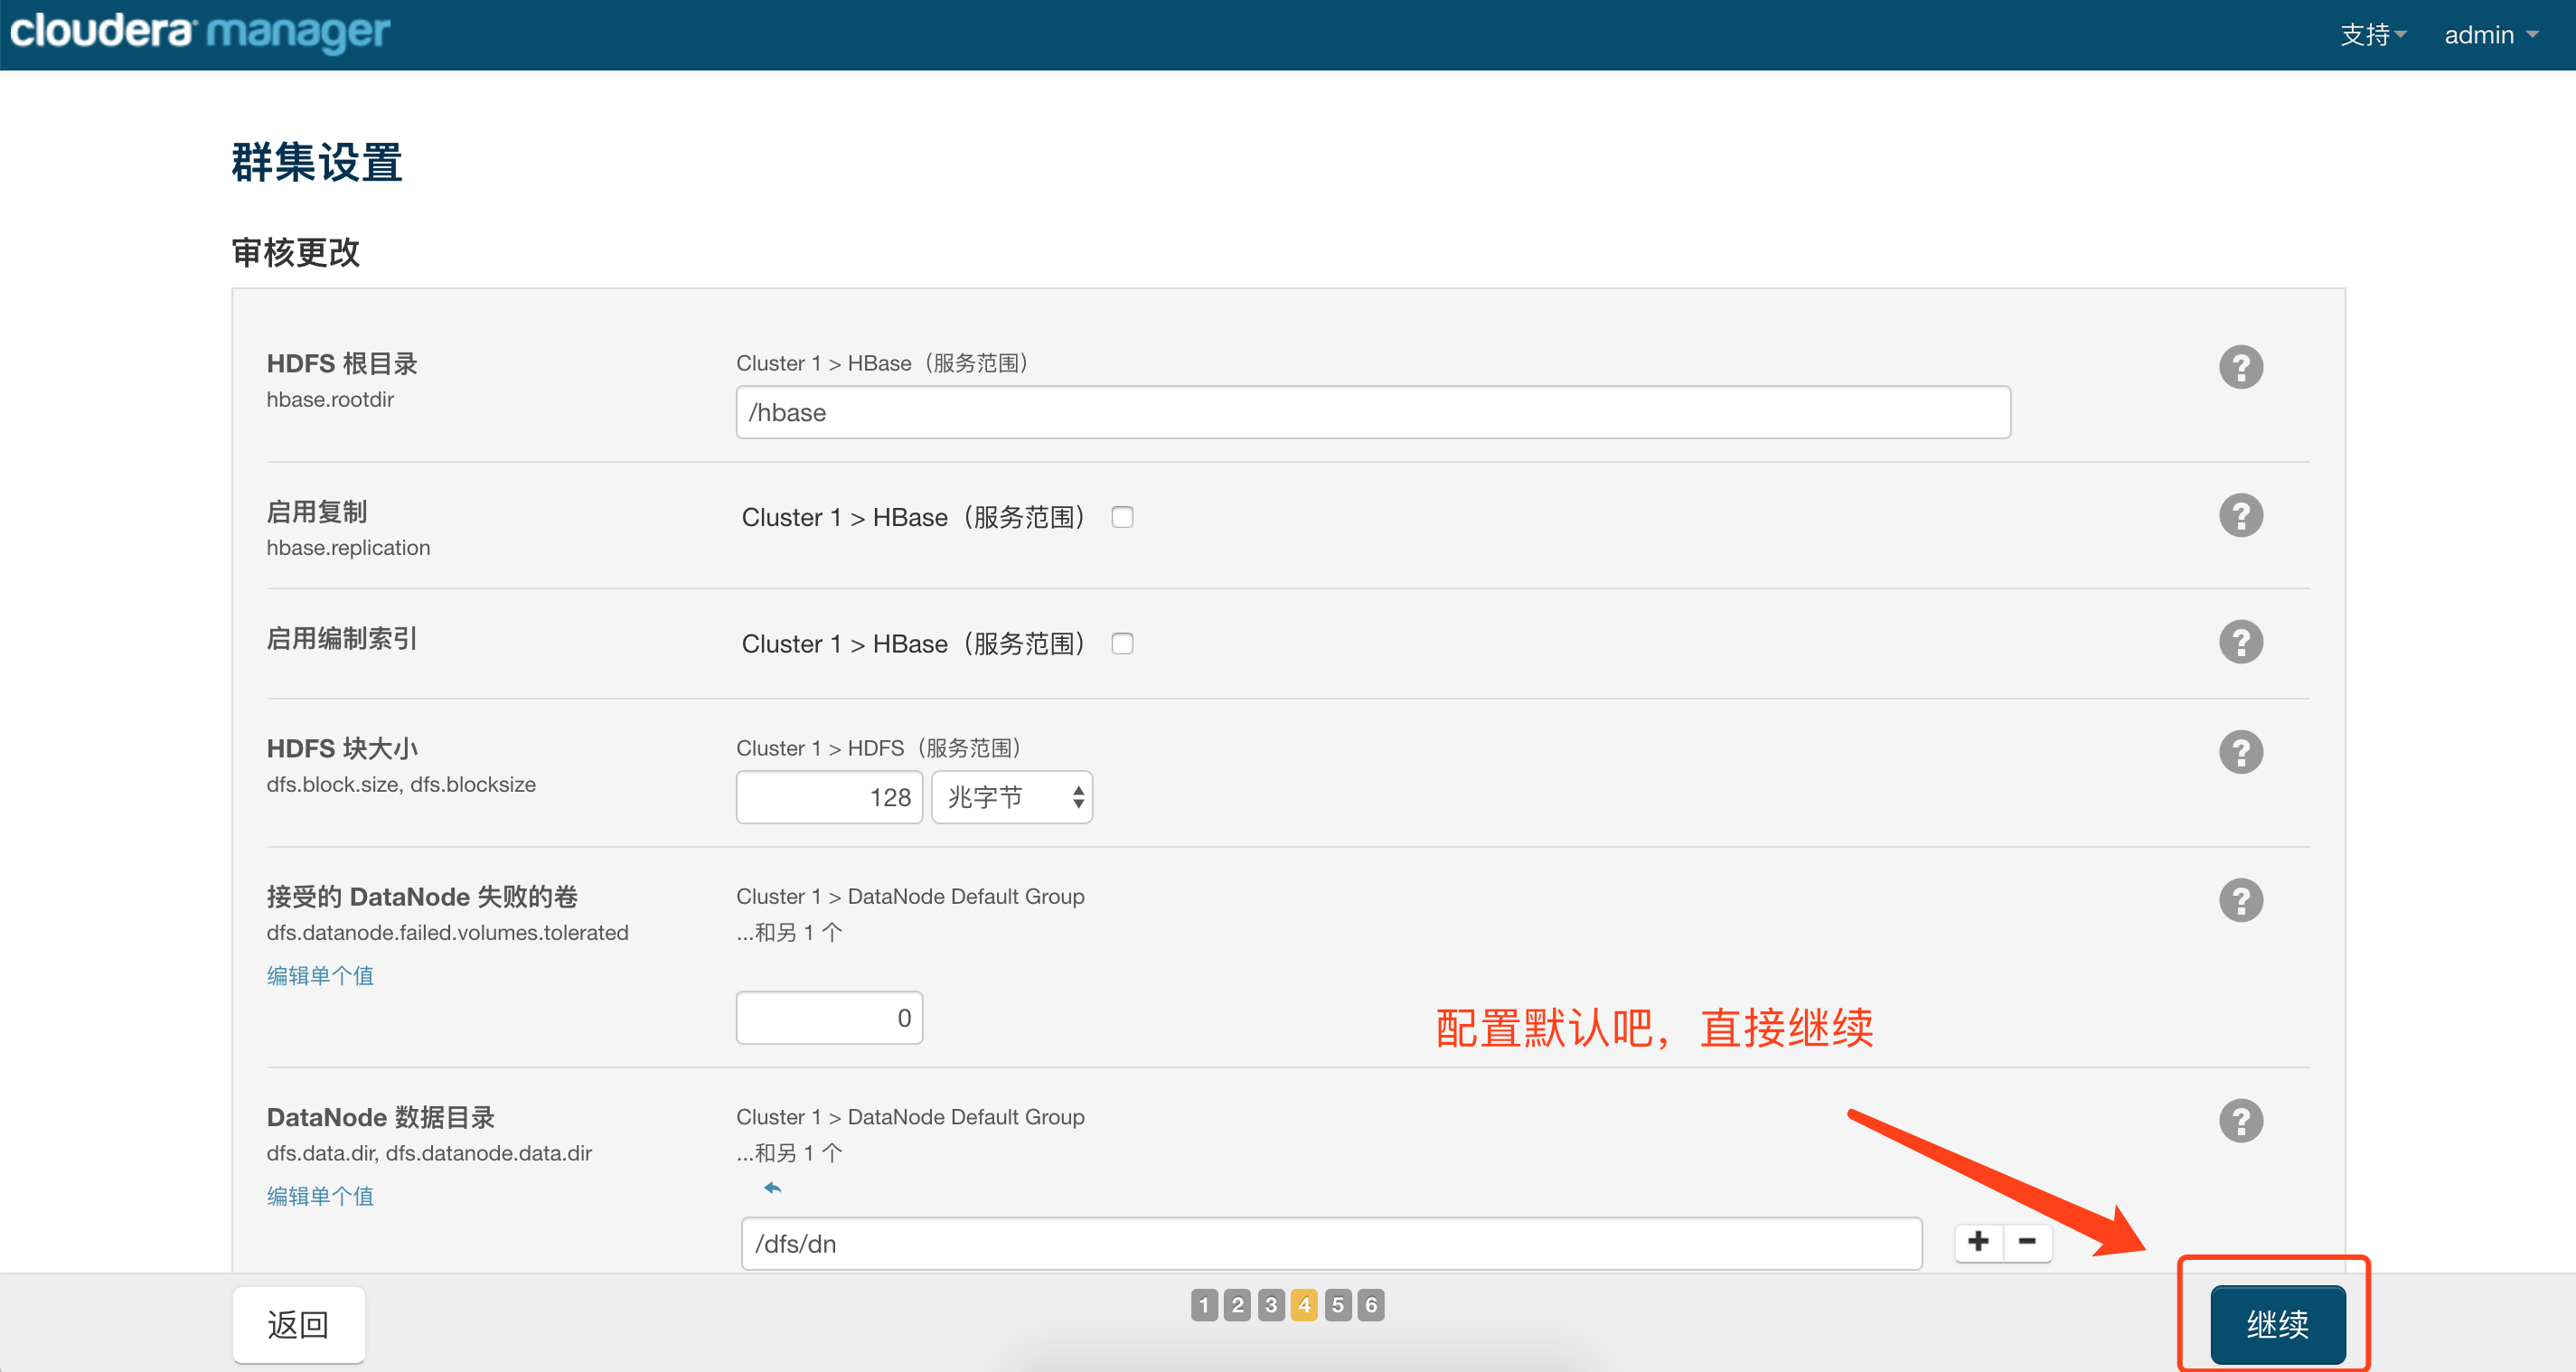 cloudera manager
支持 admin
群集设置
审核更改
HDFS 根目录
hbase.rootdir
Cluster 1 > HBase（服务范围）
/hbase
启用复制
hbase.replication
Cluster 1 > HBase（服务范围）
启用编制索引
Cluster 1 > HBase（服务范围）
HDFS 块大小
dfs.block.size, dfs.blocksize
Cluster 1 > HDFS（服务范围）
128 兆字节
接受的 DataNode 失败的卷
dfs.datanode.failed.volumes.tolerated
编辑单个值
Cluster 1 > DataNode Default Group
...和另 1 个
0
配置默认吧，直接继续
DataNode 数据目录
dfs.data.dir, dfs.datanode.data.dir
编辑单个值
Cluster 1 > DataNode Default Group
...和另 1 个
/dfs/dn
返回
1 2 3 4 5 6
继续